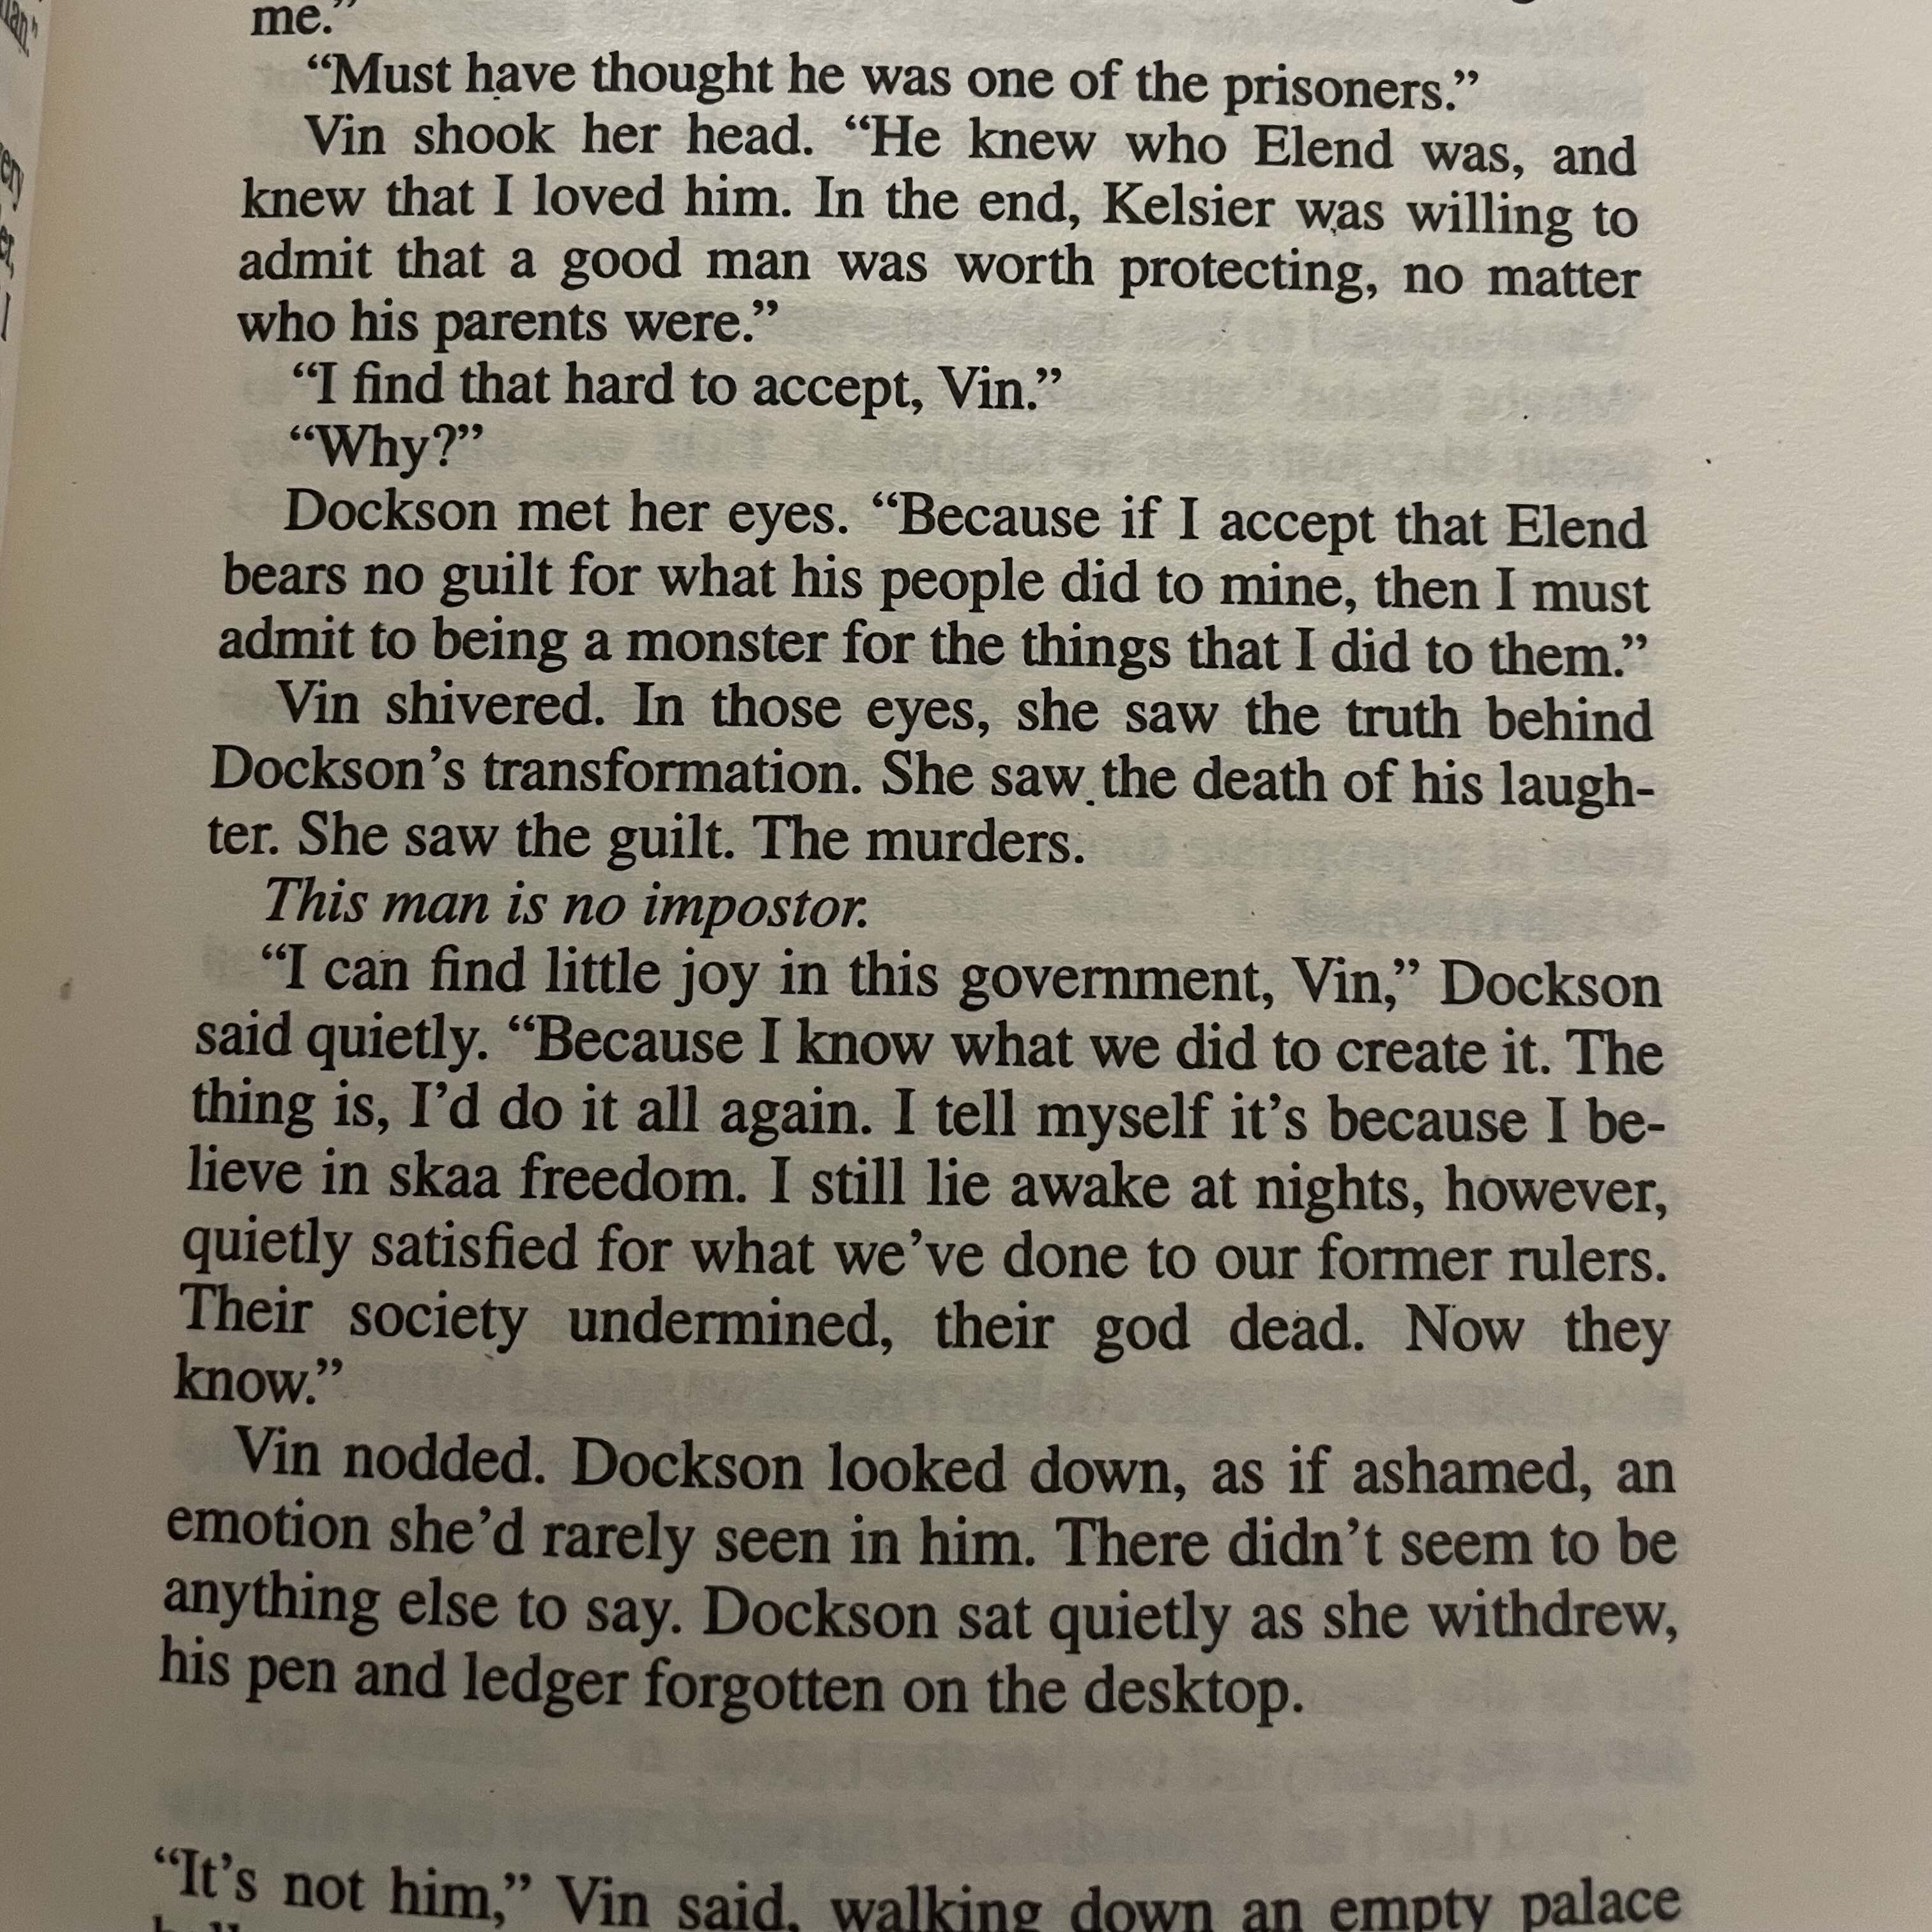 me.”
“Must have thought he was one of the prisoners.”
Vin shook her head. “He knew who Elend was, and
knew that I loved him. In the end, Kelsier was willing to
admit that a good man was worth protecting, no matter
who his parents were.”
“I find that hard to accept, Vin.”
“Why?”
Dockson met her eyes. “Because if I accept that Elend
bears no guilt for what his people did to mine, then I must
admit to being a monster for the things that I did to them.”
Vin shivered. In those eyes, she saw the truth behind
Dockson’s transformation. She saw the death of his laugh-
ter. She saw the guilt. The murders.
This man is no impostor.
“I can find little joy in this government, Vin,” Dockson
said quietly. “Because I know what we did to create it. The
thing is, I’d do it all again. I tell myself it’s because I be-
lieve in skaa freedom. I still lie awake at nights, however,
quietly satisfied for what we’ve done to our former rulers.
Their society undermined, their god dead. Now they
know.”
Vin nodded. Dockson looked down, as if ashamed, an
emotion she’d rarely seen in him. There didn’t seem to be
anything else to say. Dockson sat quietly as she withdrew,
his pen and ledger forgotten on the desktop.
“It’s not him,” Vin said, walking down an empty palace